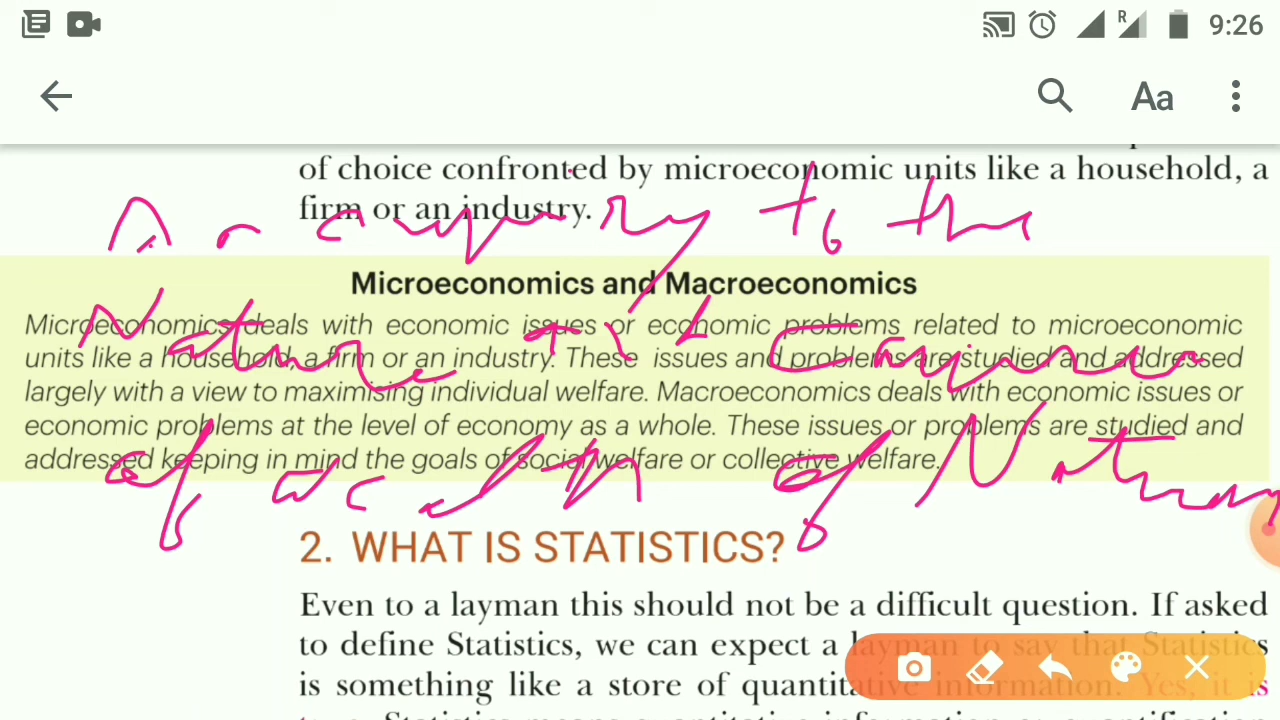 9:26
R
Aa
of choice confronted by microeconomic units like a household, a
firm or an industry.
to the
Microeconomics and Macroeconomics
Microeconomics deals with economic issues or economic problems related to microeconomic
units like a household, a firm or an industry. These issues and problems are studied and addressed
largely with a view to maximising individual welfare. Macroeconomics deals with economic issues or
economic problems at the level of economy as a whole. These issues or problems are studied and
addressed keeping in mind the goals of social welfare or collective welfare.
Nature and
of wealth of Nation
2. WHAT IS STATISTICS?
Even to a layman this should not be a difficult question. If asked
to define Statistics, we can expect a layman to say that Statistics
is something like a store of quantitative information. Yes, it is